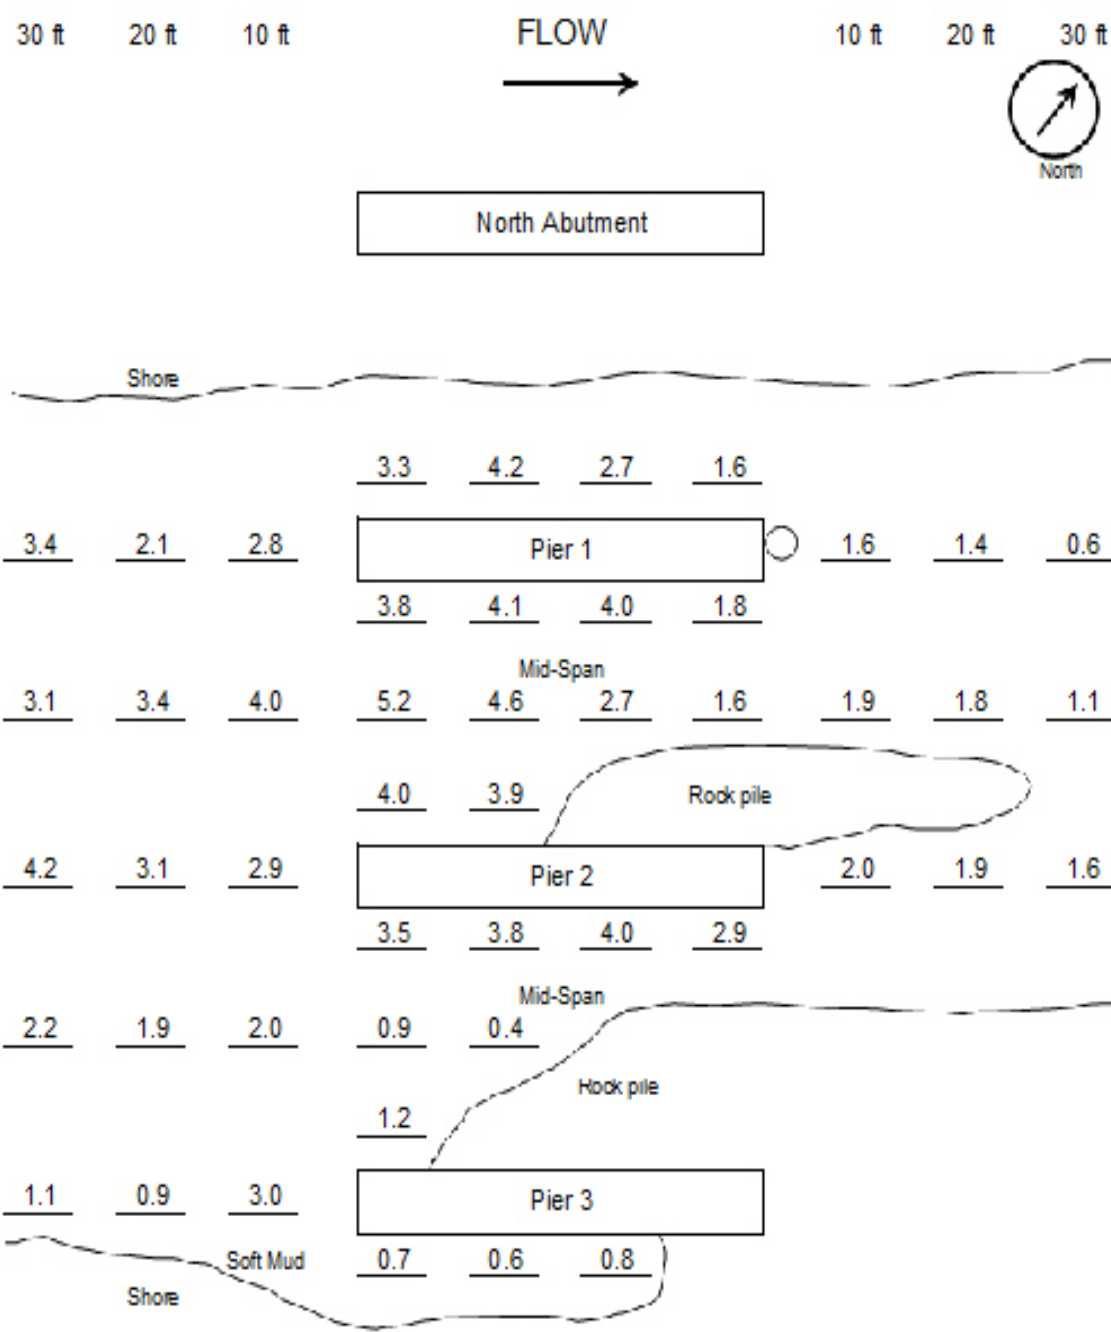 30 ft 20 ft 10 ft FLOW 10 ft 20 ft 30 ft
North
North Abutment
Shore
3.3 4.2 2.7 1.6
3.4 2.1 2.8 Pier 1 1.6 1.4 0.6
3.8 4.1 4.0 1.8
Mid-Span
3.1 3.4 4.0 5.2 4.6 2.7 1.6 1.9 1.8 1.1
4.0 3.9 Rock pile
4.2 3.1 2.9 Pier 2 2.0 1.9 1.6
3.5 3.8 4.0 2.9
Mid-Span
2.2 1.9 2.0 0.9 0.4
Rock pile
1.2
1.1 0.9 3.0 Pier 3
Soft Mud 0.7 0.6 0.8
Shore